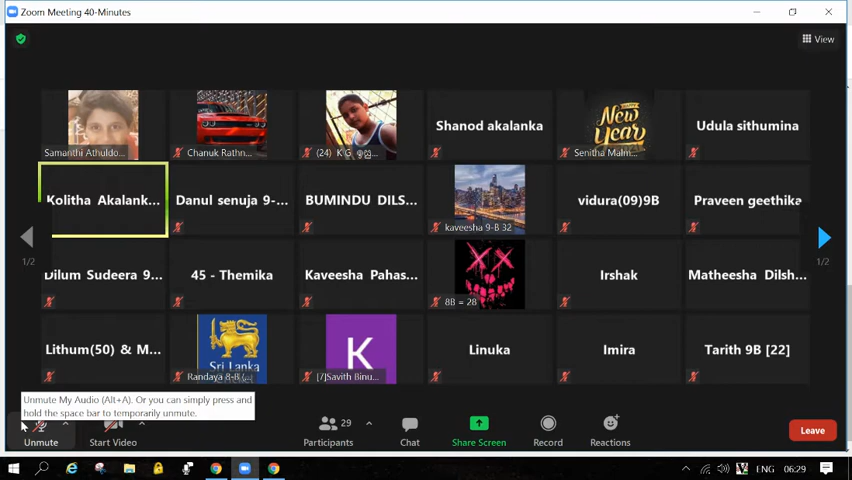 Zoom Meeting 40-Minutes
View
Samanthi Athuldo...
Chanuk Rathn...
(24) K G
Shanod akalanka
HAPPY
New
YEAR
Senitha Malm...
Udula sithumina
Kolitha Akalank...
Danul senuja 9-...
BUMINDU DILS...
kaveesha 9-B 32
vidura(09)9B
Praveen geethika
1/2
1/2
Dilum Sudeera 9...
45 - Themika
Kaveesha Pahas...
8B = 28
Irshak
Matheesha Dilsh...
Lithum(50) & M...
Sri Lanka
Randaya 8-B (...
K
[7]Savith Binu...
Linuka
Imira
Tarith 9B [22]
Unmute My Audio (Alt+A). Or you can simply press and
hold the space bar to temporarily unmute.
Unmute
Start Video
29
Participants
Chat
Share Screen
Record
Reactions
Leave
ENG
06:29